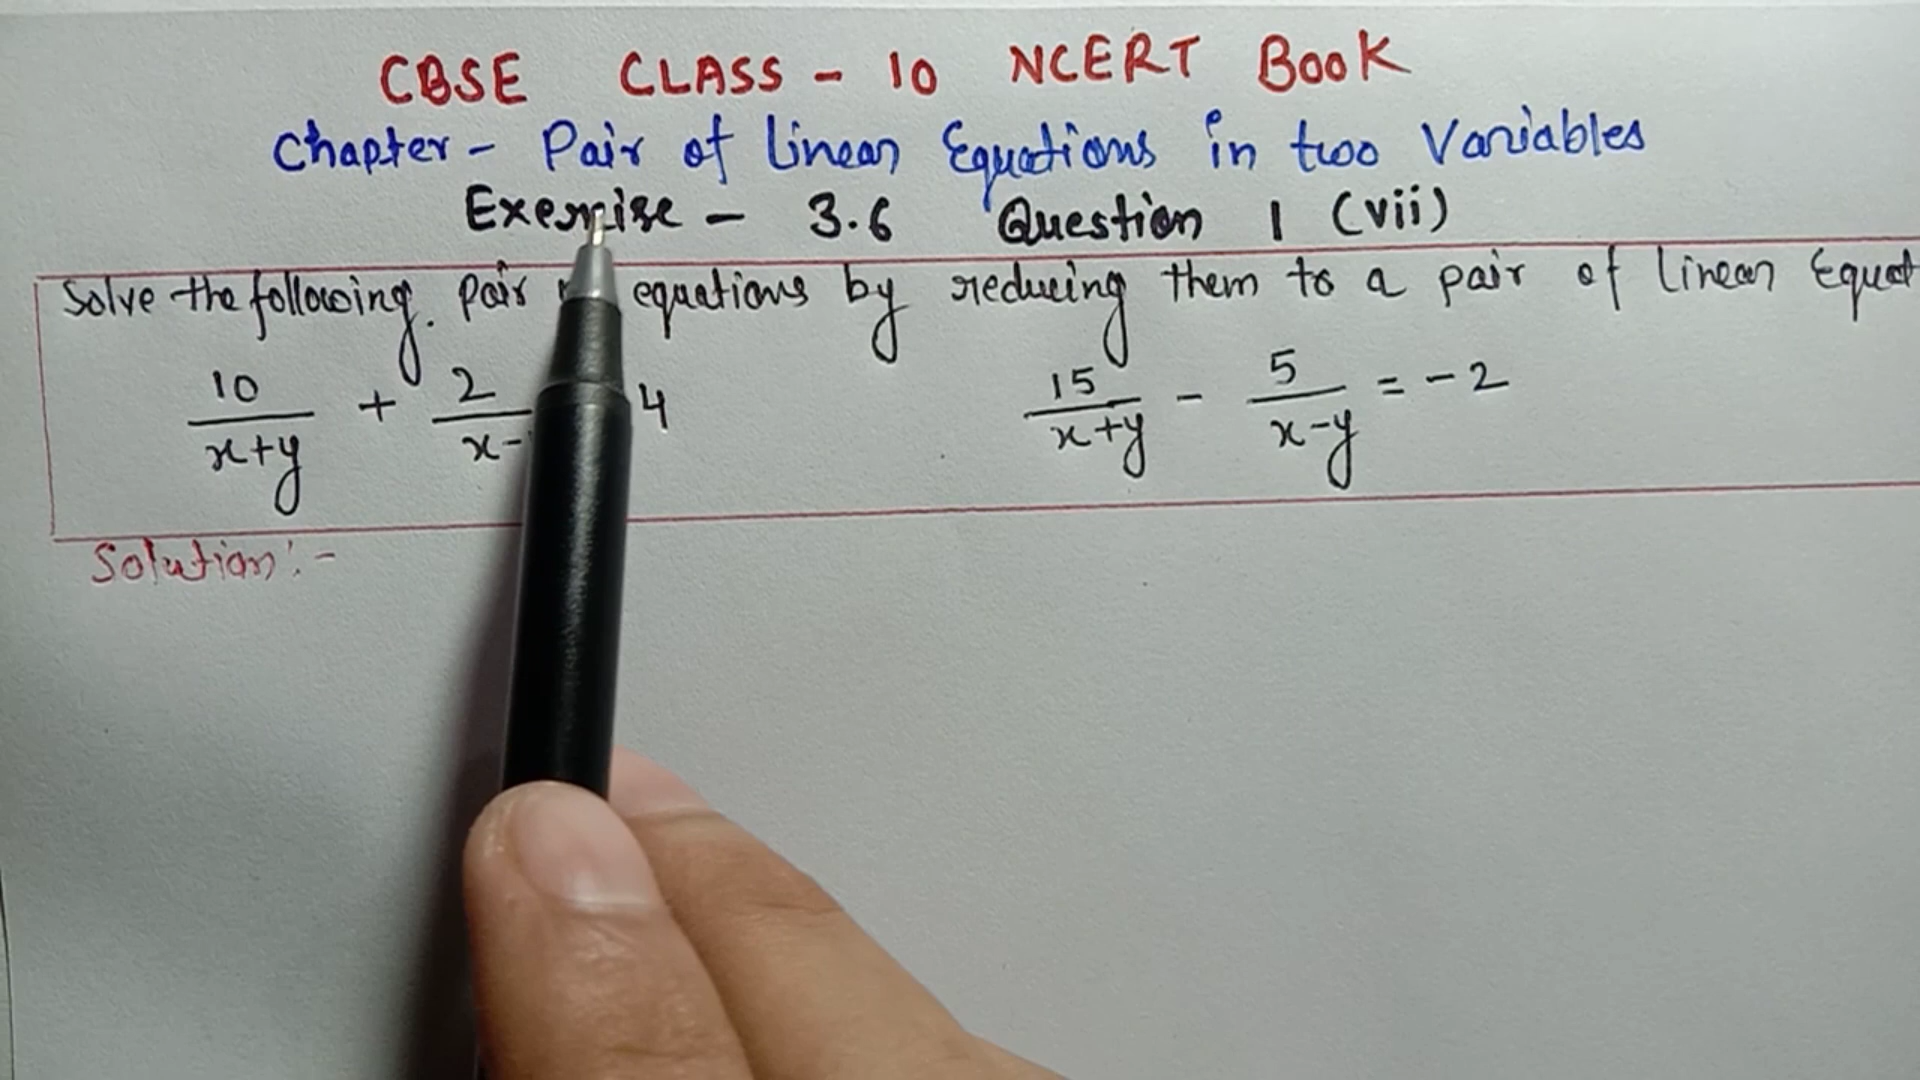 CBSE CLASS - 10 NCERT BOOK
Chapter - Pair of Linear Equations in two Variables
Exercise - 3.6 Question 1 (vii)
Solve the following pair equations by reducing them to a pair of linear Equat
10/(x+y) + 2/(x- 4
15/(x+y) - 5/(x-y) = -2
Solution:-